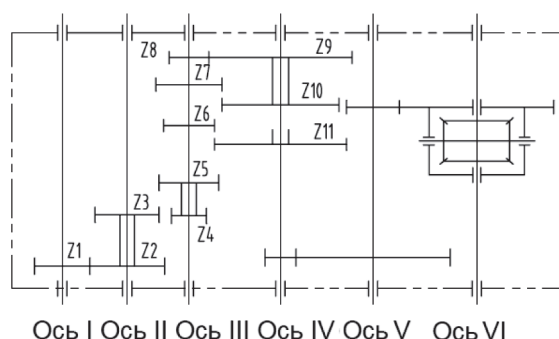 Z8 Z9
Z7
Z10
Z6
Z11
Z5
Z3
Z4
Z1 Z2
Ось I Ось II Ось III Ось IV Ось V Ось VI